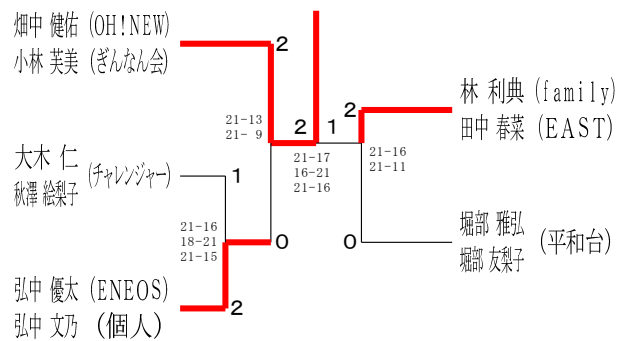 畑中 健佑 (OH!NEW)
小林 芙美 (ぎんなん会)
2
21-13
21- 9
2
1
21-17
16-21
21-16
2
林 利典 (family)
田中 春菜 (EAST)
21-16
21-11
大木 仁
秋澤 絵梨子
(チャレンジャー)
1
21-16
18-21
21-15
0
0
堀部 雅弘
堀部 友梨子
(平和台)
弘中 優太 (ENEOS)
弘中 文乃 (個人)
2